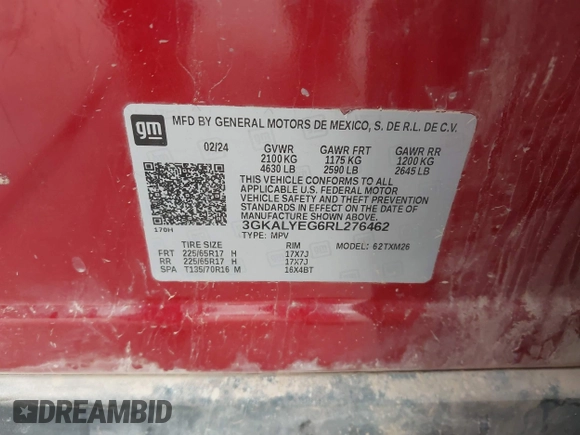 gm MFD BY GENERAL MOTORS DE MEXICO, S. DE R.L. DE C.V.
02/24 GVWR GAWR FRT GAWR RR
2100 KG 1175 KG 1200 KG
4630 LB 2590 LB 2645 LB
THIS VEHICLE CONFORMS TO ALL
APPLICABLE U.S. FEDERAL MOTOR
VEHICLE SAFETY AND THEFT PREVENTION
STANDARDS IN EFFECT ON THE DATE OF
MANUFACTURE SHOWN ABOVE.
3GKALYEG6RL276462
170H TYPE: MPV MODEL: 62TXM26
TIRE SIZE RIM
FRT 225/65R17 H 17X7J
RR 225/65R17 H 17X7J
SPA T135/70R16 M 16X4BT
DREAMBID